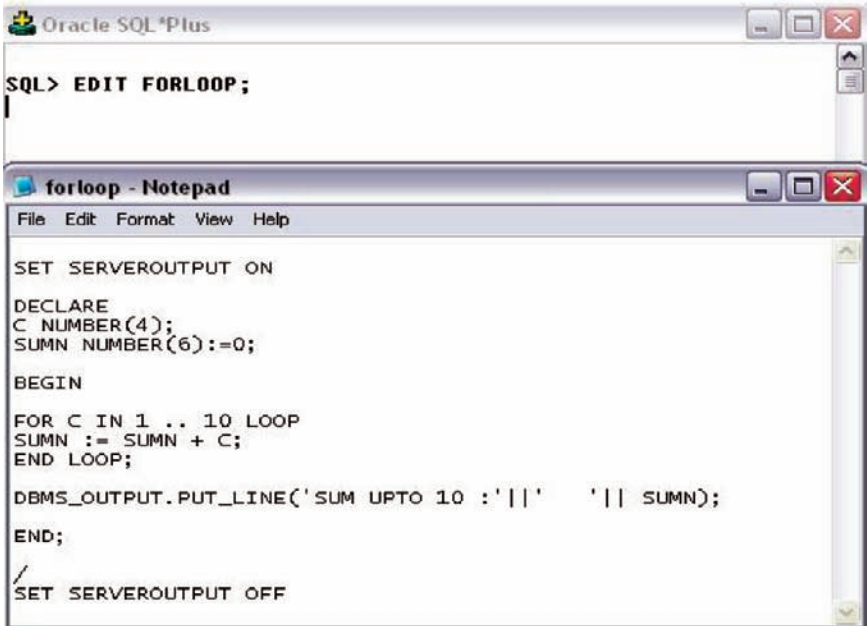 Oracle SQL*Plus
SQL> EDIT FORLOOP;
forloop - Notepad
File Edit Format View Help
SET SERVEROUTPUT ON
DECLARE
C NUMBER(4);
SUMN NUMBER(6):=0;
BEGIN
FOR C IN 1 .. 10 LOOP
SUMN := SUMN + C;
END LOOP;
DBMS_OUTPUT.PUT_LINE('SUM UPTO 10 :'||'   '|| SUMN);
END;
/
SET SERVEROUTPUT OFF